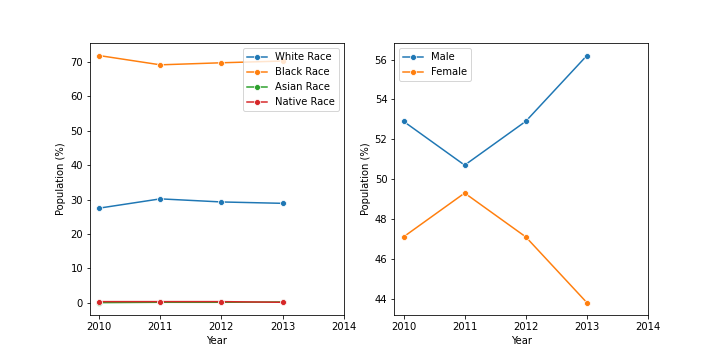 White Race
Black Race
Asian Race
Native Race
70
60
50
40
30
20
10
0
Population (%)
2010 2011 2012 2013 2014
Year
Male
Female
56
54
52
50
48
46
44
Population (%)
2010 2011 2012 2013 2014
Year